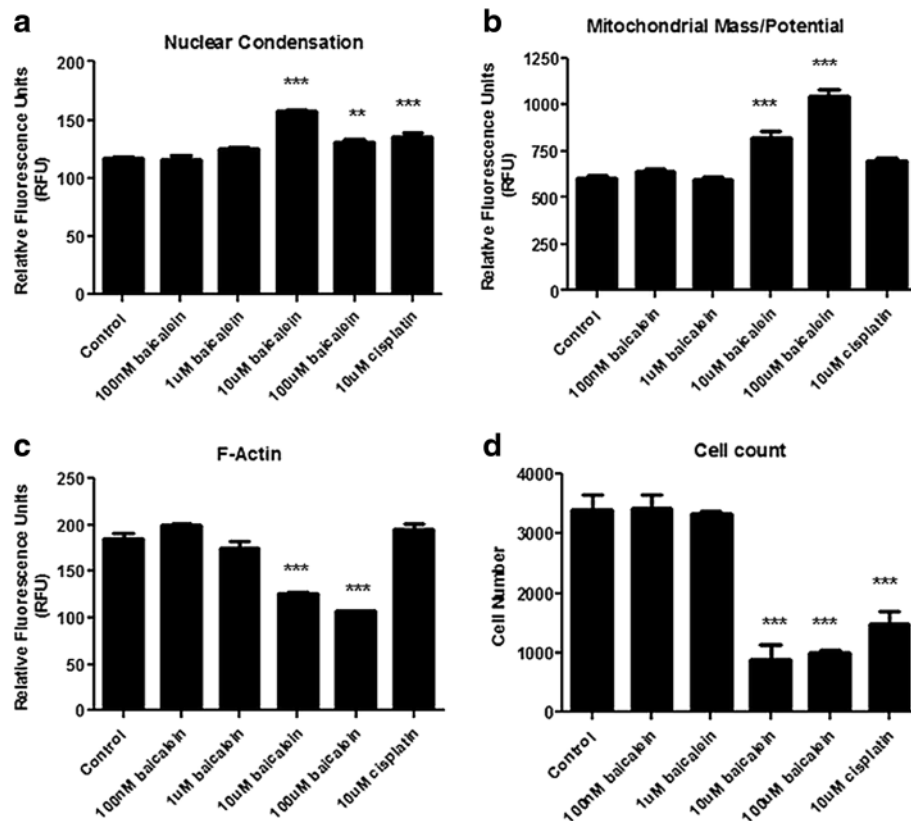 a
Nuclear Condensation
Relative Fluorescence Units
(RFU)
200
150
100
50
0
***
**
***
Control
100nM baicalein
1uM baicalein
10uM baicalein
100uM baicalein
10uM cisplatin
b
Mitochondrial Mass/Potential
Relative Fluorescence Units
(RFU)
1250
1000
750
500
250
0
***
***
Control
100nM baicalein
1uM baicalein
10uM baicalein
100uM baicalein
10uM cisplatin
c
F-Actin
Relative Fluorescence Units
(RFU)
250
200
150
100
50
0
***
***
Control
100nM baicalein
1uM baicalein
10uM baicalein
100uM baicalein
10uM cisplatin
d
Cell count
Cell Number
4000
3000
2000
1000
0
***
***
***
Control
100nM baicalein
1uM baicalein
10uM baicalein
100uM baicalein
10uM cisplatin